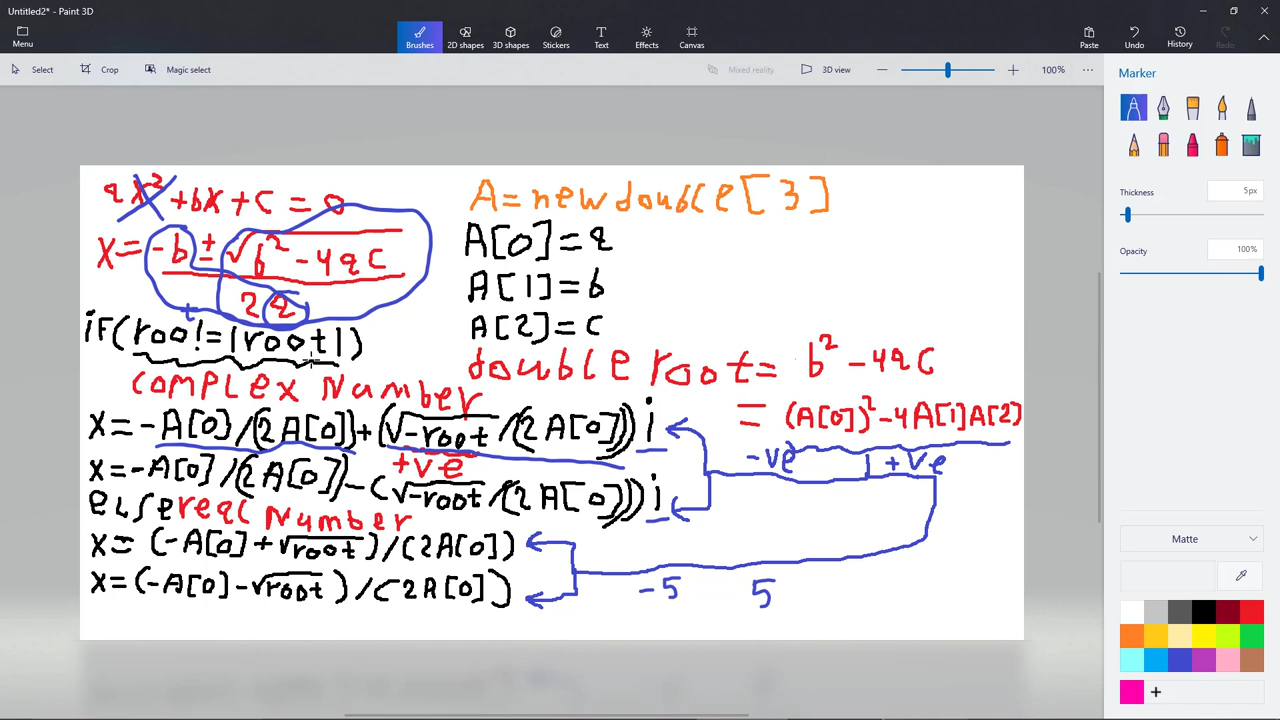 Untitled2* - Paint 3D
Menu
Brushes
2D shapes
3D shapes
Stickers
Text
Effects
Canvas
Paste
Undo
History
Redo
Select
Crop
Magic select
Mixed reality
3D view
100%
Marker
Thickness
5px
Opacity
100%
Matte
ax² + bx + c = 0
x = -b ± √b² - 4ac
2a
if(root != |root|)
complex Number
x = -A[0]/(2A[0]) + (√-root/(2A[0]))i
+ve
x = -A[0]/(2A[0]) - (√-root/(2A[0]))i
else real Number
x = (-A[0] + √root)/(2A[0])
x = (-A[0] - √root)/(2A[0])
A = new double[3]
A[0] = a
A[1] = b
A[2] = c
double root = b² - 4ac
= (A[0])² - 4A[1]A[2]
-ve | +ve
-5 5